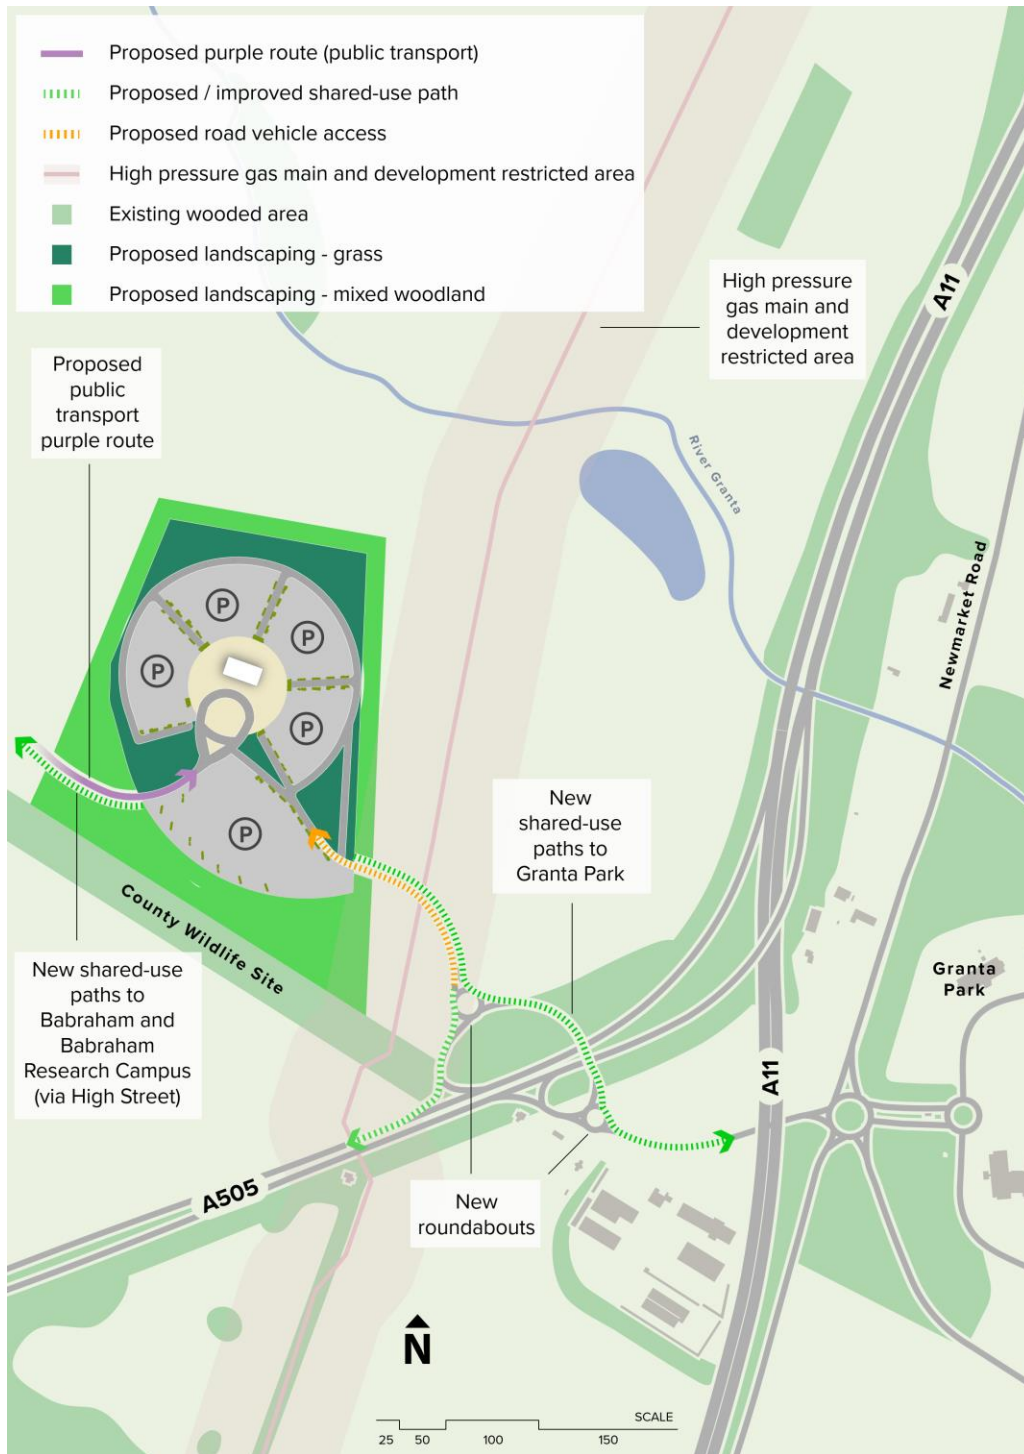 Proposed purple route (public transport)
Proposed / improved shared-use path
Proposed road vehicle access
High pressure gas main and development restricted area
Existing wooded area
Proposed landscaping - grass
Proposed landscaping - mixed woodland
A11
High pressure
gas main and
development
restricted area
Proposed
public
transport
purple route
River Granta
Newmarket Road
P
P
P
P
P
New
shared-use
paths to
Granta Park
County Wildlife Site
New shared-use
paths to
Babraham and
Babraham
Research Campus
(via High Street)
Granta
Park
A11
A505
New
roundabouts
N
SCALE
25 50 100 150